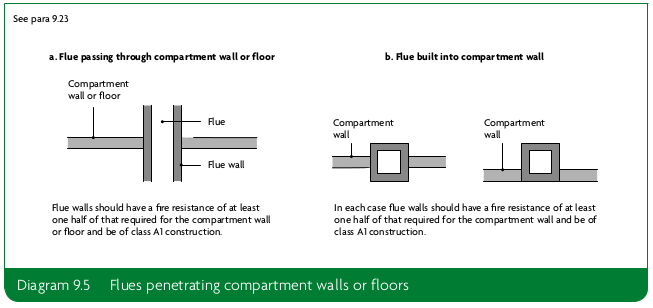 See para 9.23
a. Flue passing through compartment wall or floor
Compartment
wall or floor
Flue
Flue wall
Flue walls should have a fire resistance of at least
one half of that required for the compartment wall
or floor and be of class A1 construction.
b. Flue built into compartment wall
Compartment
wall
Compartment
wall
In each case flue walls should have a fire resistance of at least
one half of that required for the compartment wall and be of
class A1 construction.
Diagram 9.5 Flues penetrating compartment walls or floors